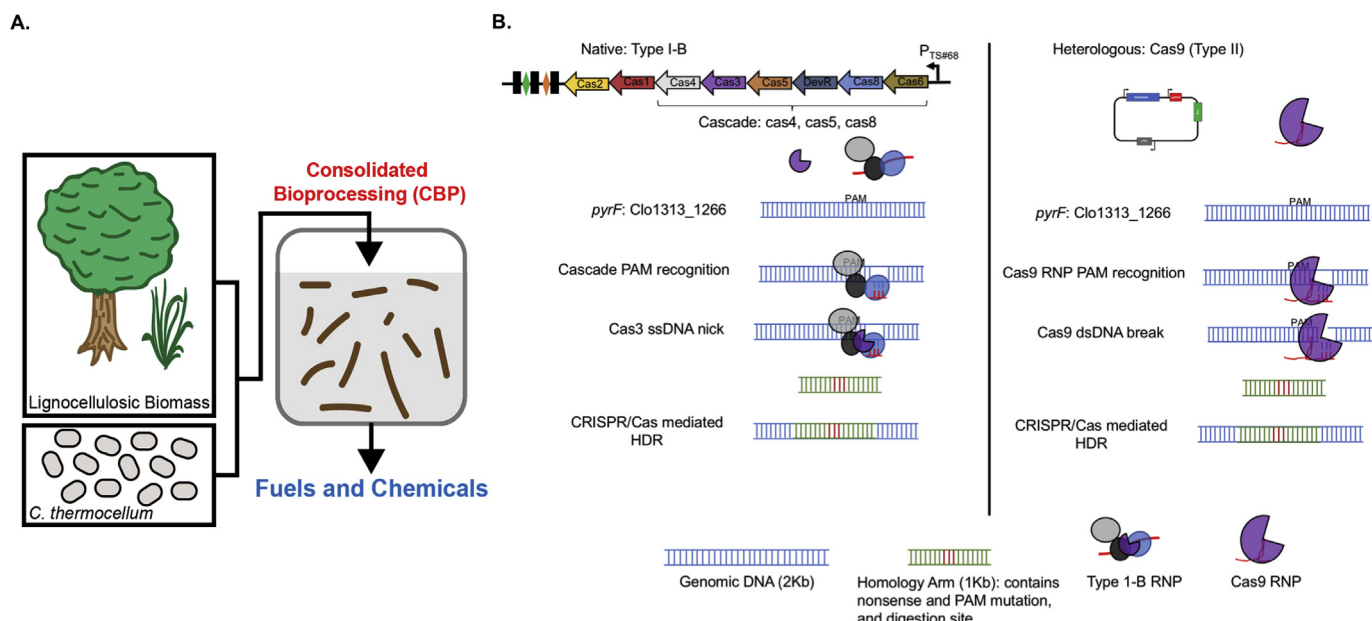 A.
Lignocellulosic Biomass
C. thermocellum
Consolidated
Bioprocessing (CBP)
Fuels and Chemicals
B.
Native: Type I-B
PTS#68
Cas2
Cas1
Cas4
Cas3
Cas5
DevR
Cas8
Cas6
Cascade: cas4, cas5, cas8
pyrF: Clo1313_1266
PAM
Cascade PAM recognition
PAM
Cas3 ssDNA nick
PAM
CRISPR/Cas mediated
HDR
Heterologous: Cas9 (Type II)
pyrF: Clo1313_1266
PAM
Cas9 RNP PAM recognition
PAM
Cas9 dsDNA break
PAM
CRISPR/Cas mediated
HDR
Genomic DNA (2Kb)
Homology Arm (1Kb): contains
nonsense and PAM mutation,
and digestion site
Type 1-B RNP
Cas9 RNP